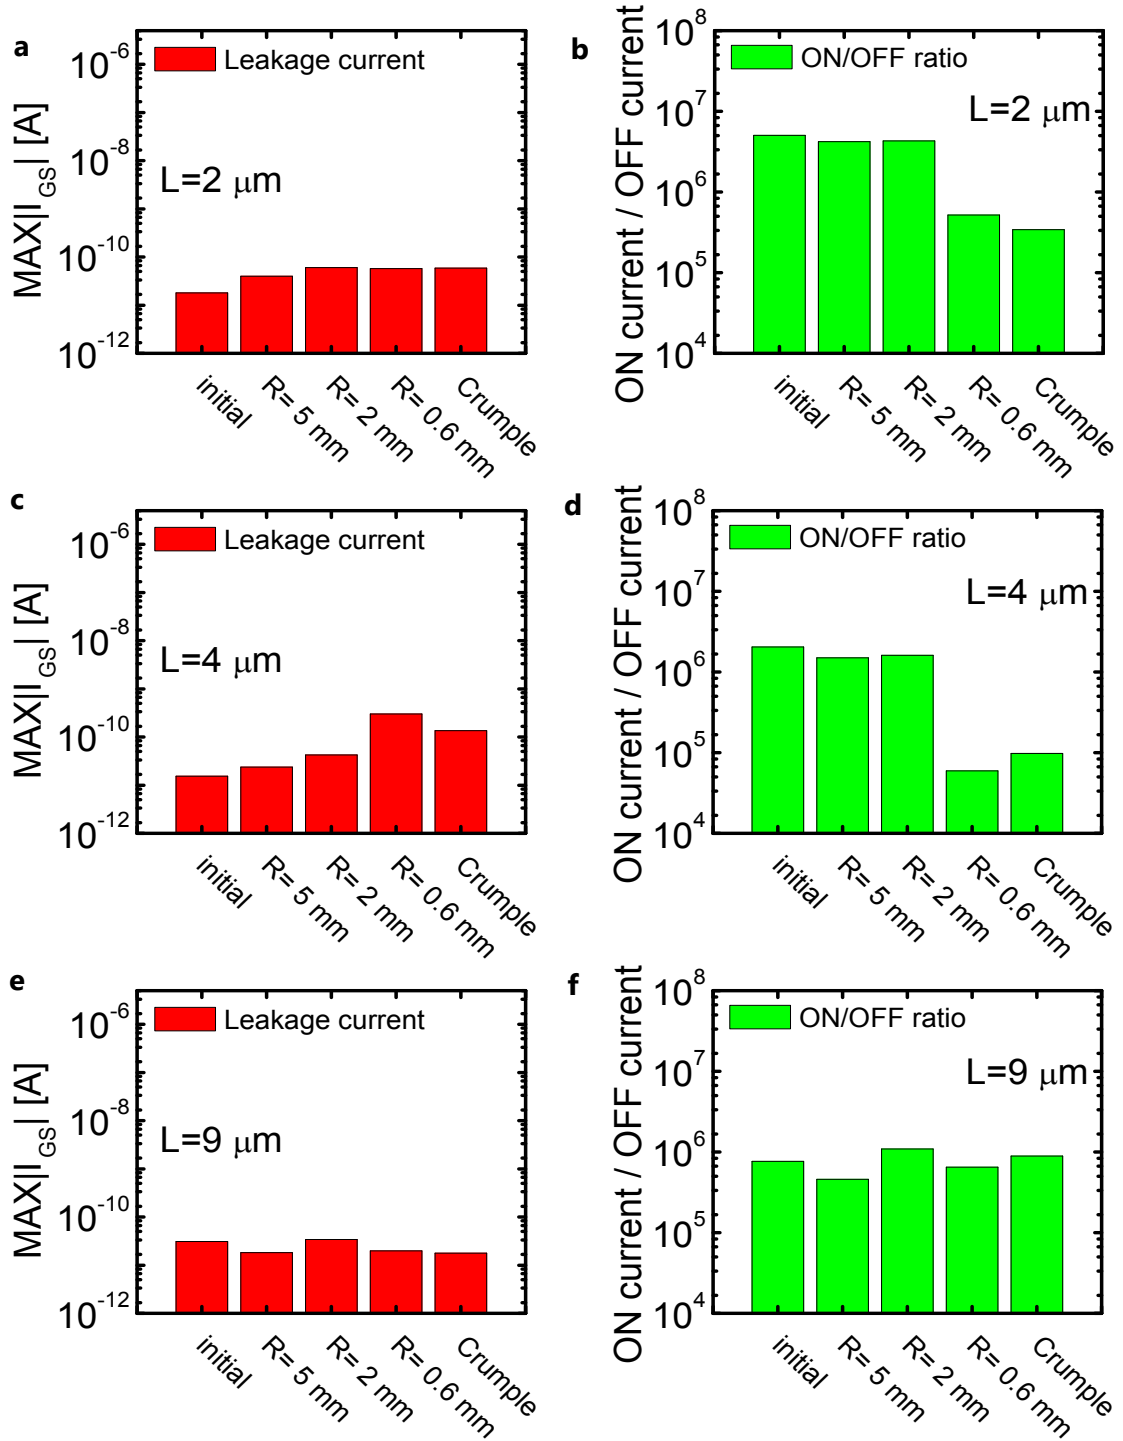 a
Leakage current
MAX|I_GS| [A]
10^-6
10^-8
10^-10
10^-12
L=2 μm
initial
R= 5 mm
R= 2 mm
R= 0.6 mm
Crumple
b
ON/OFF ratio
ON current / OFF current
10^8
10^7
10^6
10^5
10^4
L=2 μm
initial
R= 5 mm
R= 2 mm
R= 0.6 mm
Crumple
c
Leakage current
MAX|I_GS| [A]
10^-6
10^-8
10^-10
10^-12
L=4 μm
initial
R= 5 mm
R= 2 mm
R= 0.6 mm
Crumple
d
ON/OFF ratio
ON current / OFF current
10^8
10^7
10^6
10^5
10^4
L=4 μm
initial
R= 5 mm
R= 2 mm
R= 0.6 mm
Crumple
e
Leakage current
MAX|I_GS| [A]
10^-6
10^-8
10^-10
10^-12
L=9 μm
initial
R= 5 mm
R= 2 mm
R= 0.6 mm
Crumple
f
ON/OFF ratio
ON current / OFF current
10^8
10^7
10^6
10^5
10^4
L=9 μm
initial
R= 5 mm
R= 2 mm
R= 0.6 mm
Crumple